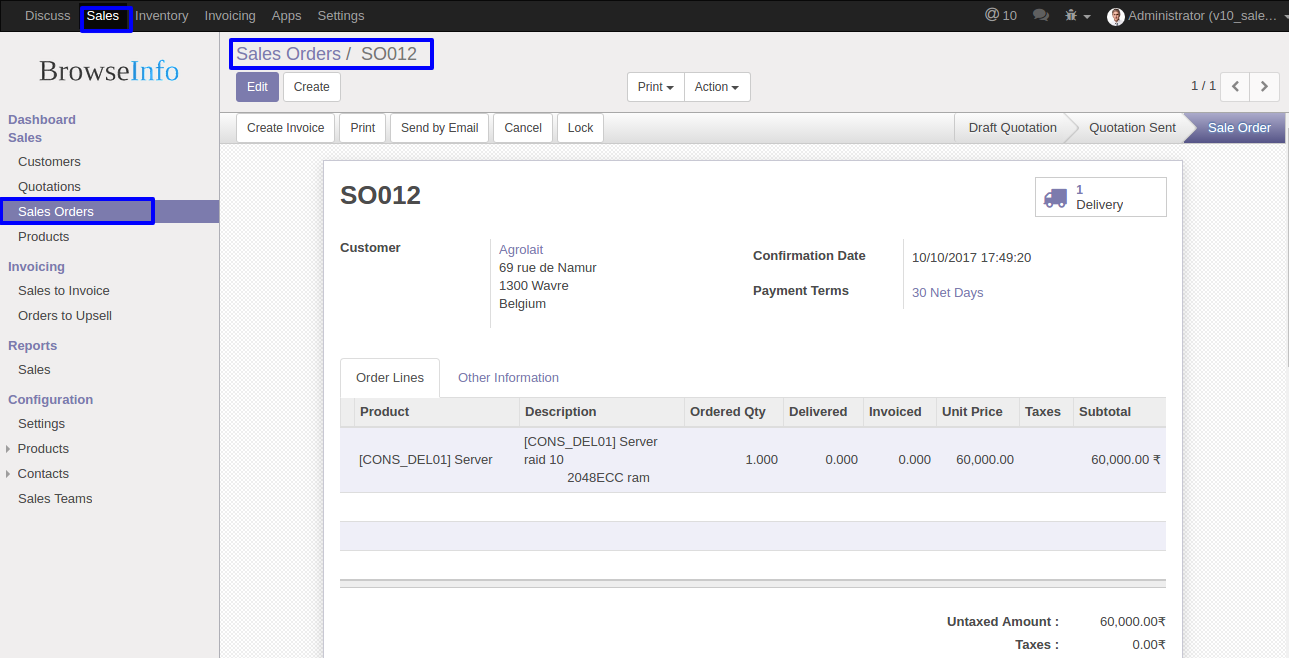 Discuss Sales Inventory Invoicing Apps Settings @ 10 Administrator (v10_sale...
BrowseInfo
Dashboard
Sales
Customers
Quotations
Sales Orders
Products
Invoicing
Sales to Invoice
Orders to Upsell
Reports
Sales
Configuration
Settings
Products
Contacts
Sales Teams
Sales Orders / SO012
Edit Create Print Action 1 / 1
Create Invoice Print Send by Email Cancel Lock Draft Quotation Quotation Sent Sale Order
SO012
1
Delivery
Customer
Agrolait
69 rue de Namur
1300 Wavre
Belgium
Confirmation Date 10/10/2017 17:49:20
Payment Terms 30 Net Days
Order Lines Other Information
Product Description Ordered Qty Delivered Invoiced Unit Price Taxes Subtotal
[CONS_DEL01] Server
[CONS_DEL01] Server
raid 10
2048ECC ram
1.000 0.000 0.000 60,000.00 60,000.00 ₹
Untaxed Amount : 60,000.00₹
Taxes : 0.00₹